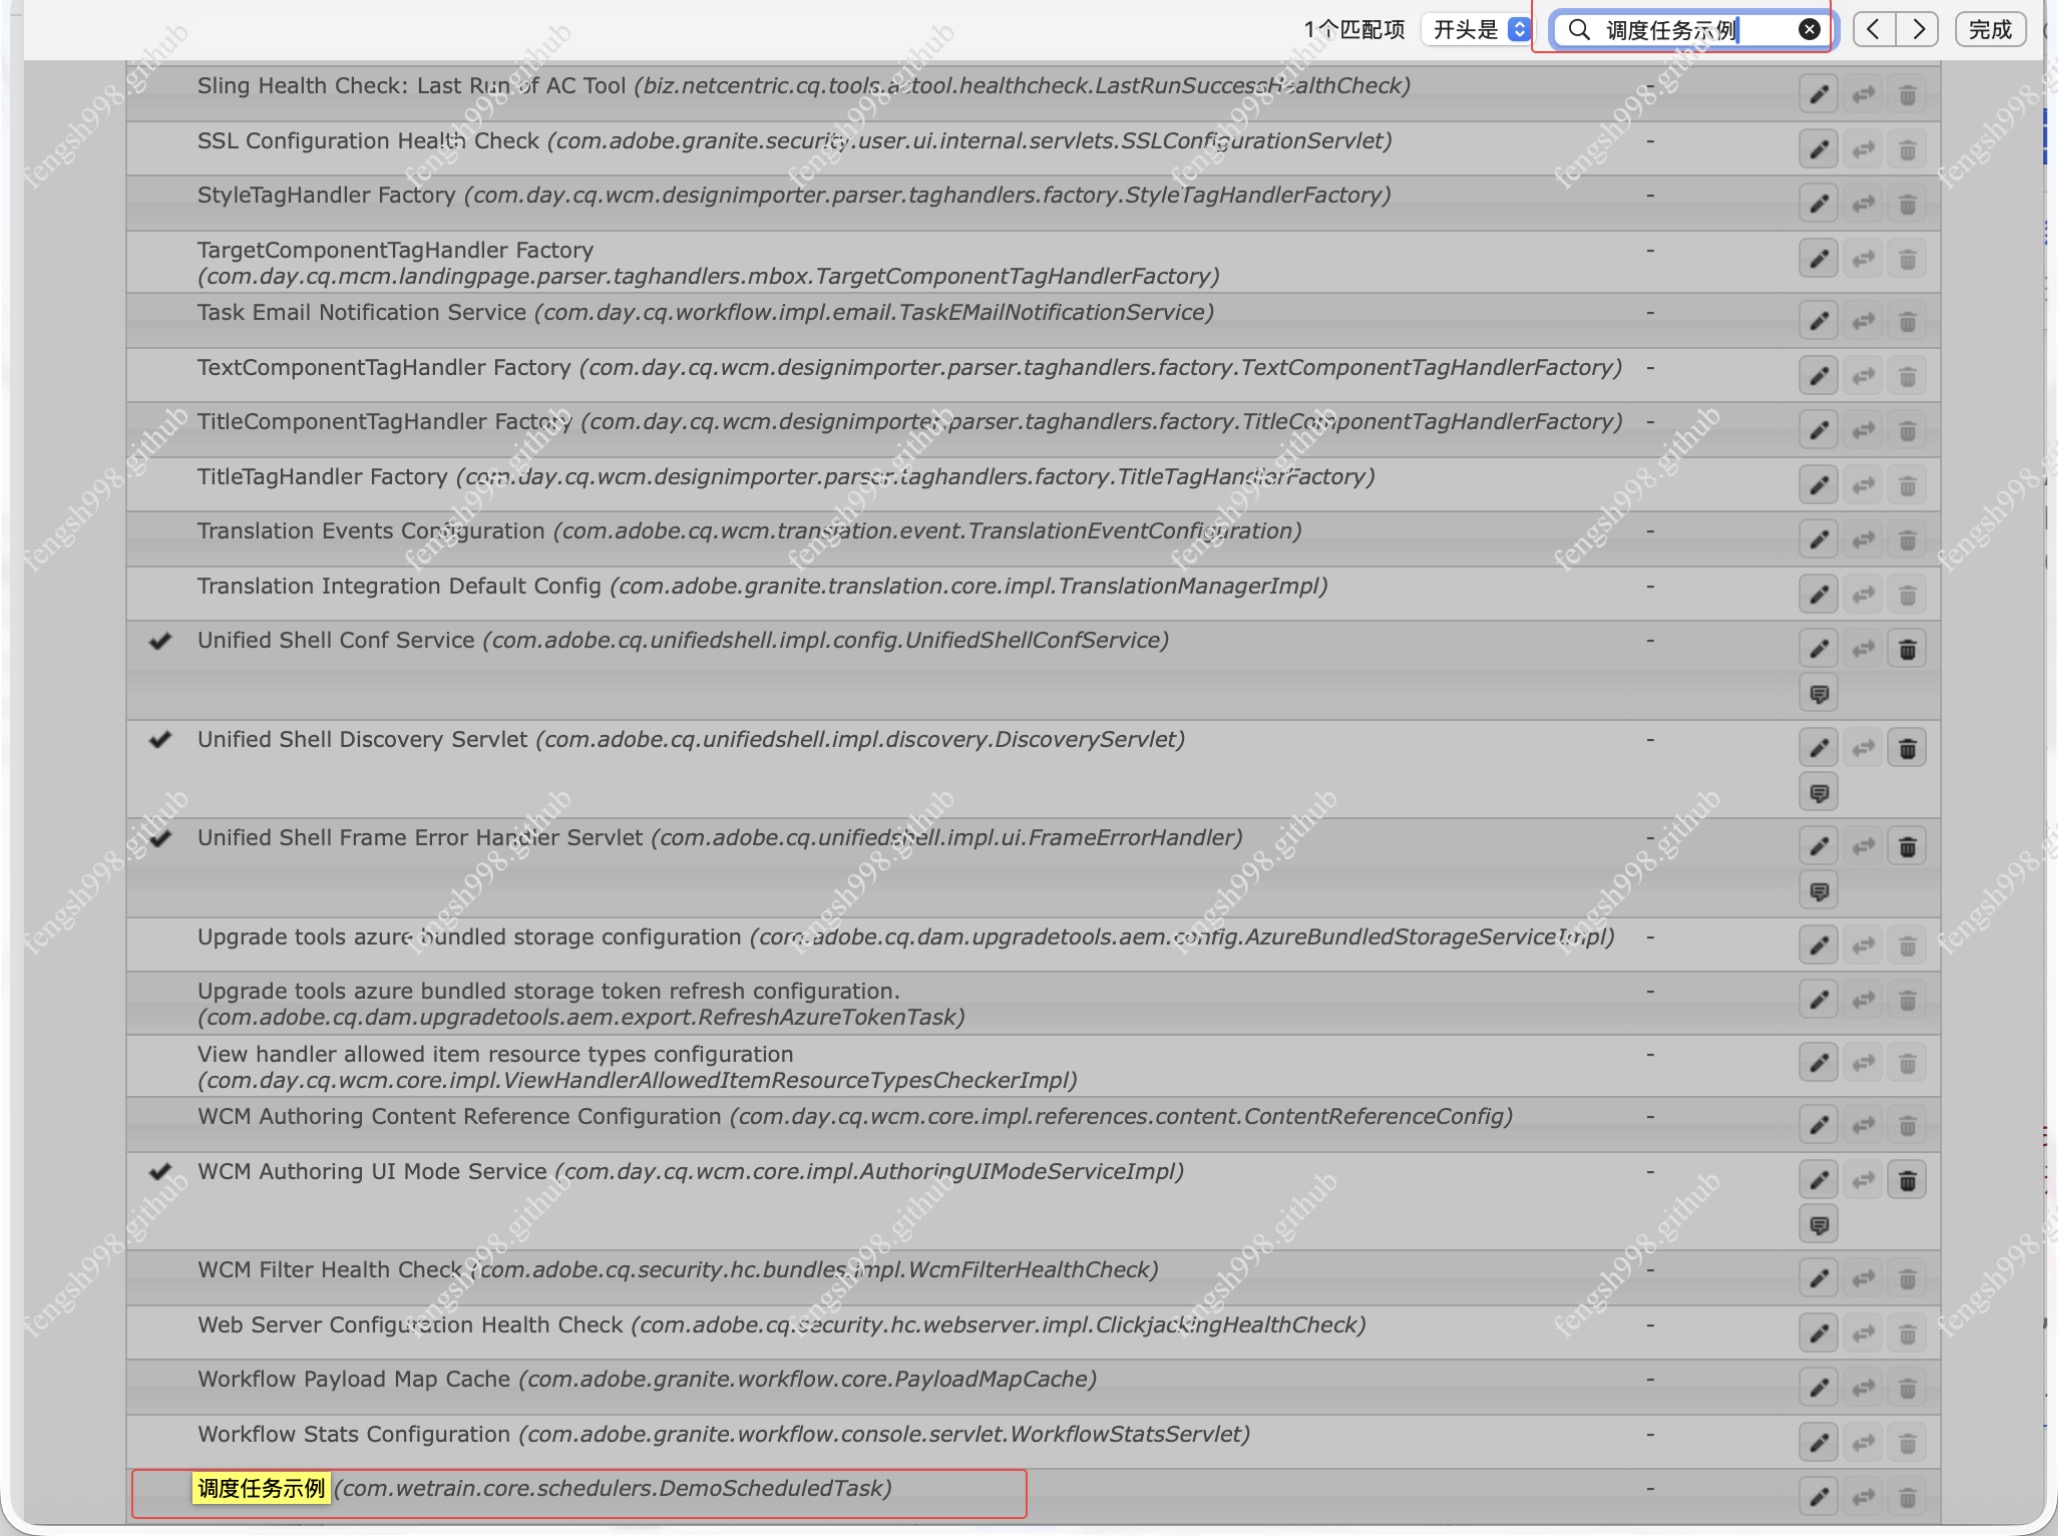 1个匹配项 开头是 调度任务示例 完成
Sling Health Check: Last Run of AC Tool (biz.netcentric.cq.tools.actool.healthcheck.LastRunSuccessHealthCheck) -
SSL Configuration Health Check (com.adobe.granite.security.user.ui.internal.servlets.SSLConfigurationServlet) -
StyleTagHandler Factory (com.day.cq.wcm.designimporter.parser.taghandlers.factory.StyleTagHandlerFactory) -
TargetComponentTagHandler Factory -
(com.day.cq.mcm.landingpage.parser.taghandlers.mbox.TargetComponentTagHandlerFactory)
Task Email Notification Service (com.day.cq.workflow.impl.email.TaskEMailNotificationService) -
TextComponentTagHandler Factory (com.day.cq.wcm.designimporter.parser.taghandlers.factory.TextComponentTagHandlerFactory) -
TitleComponentTagHandler Factory (com.day.cq.wcm.designimporter.parser.taghandlers.factory.TitleComponentTagHandlerFactory) -
TitleTagHandler Factory (com.day.cq.wcm.designimporter.parser.taghandlers.factory.TitleTagHandlerFactory) -
Translation Events Configuration (com.adobe.cq.wcm.translation.event.TranslationEventConfiguration) -
Translation Integration Default Config (com.adobe.granite.translation.core.impl.TranslationManagerImpl) -
Unified Shell Conf Service (com.adobe.cq.unifiedshell.impl.config.UnifiedShellConfService) -
Unified Shell Discovery Servlet (com.adobe.cq.unifiedshell.impl.discovery.DiscoveryServlet) -
Unified Shell Frame Error Handler Servlet (com.adobe.cq.unifiedshell.impl.ui.FrameErrorHandler) -
Upgrade tools azure bundled storage configuration (com.adobe.cq.dam.upgradetools.aem.config.AzureBundledStorageServiceImpl) -
Upgrade tools azure bundled storage token refresh configuration. -
(com.adobe.cq.dam.upgradetools.aem.export.RefreshAzureTokenTask)
View handler allowed item resource types configuration -
(com.day.cq.wcm.core.impl.ViewHandlerAllowedItemResourceTypesCheckerImpl)
WCM Authoring Content Reference Configuration (com.day.cq.wcm.core.impl.references.content.ContentReferenceConfig) -
WCM Authoring UI Mode Service (com.day.cq.wcm.core.impl.AuthoringUIModeServiceImpl) -
WCM Filter Health Check (com.adobe.cq.security.hc.bundles.impl.WcmFilterHealthCheck) -
Web Server Configuration Health Check (com.adobe.cq.security.hc.webserver.impl.ClickjackingHealthCheck) -
Workflow Payload Map Cache (com.adobe.granite.workflow.core.PayloadMapCache) -
Workflow Stats Configuration (com.adobe.granite.workflow.console.servlet.WorkflowStatsServlet) -
调度任务示例 (com.wetrain.core.schedulers.DemoScheduledTask) -
fengsh998.github